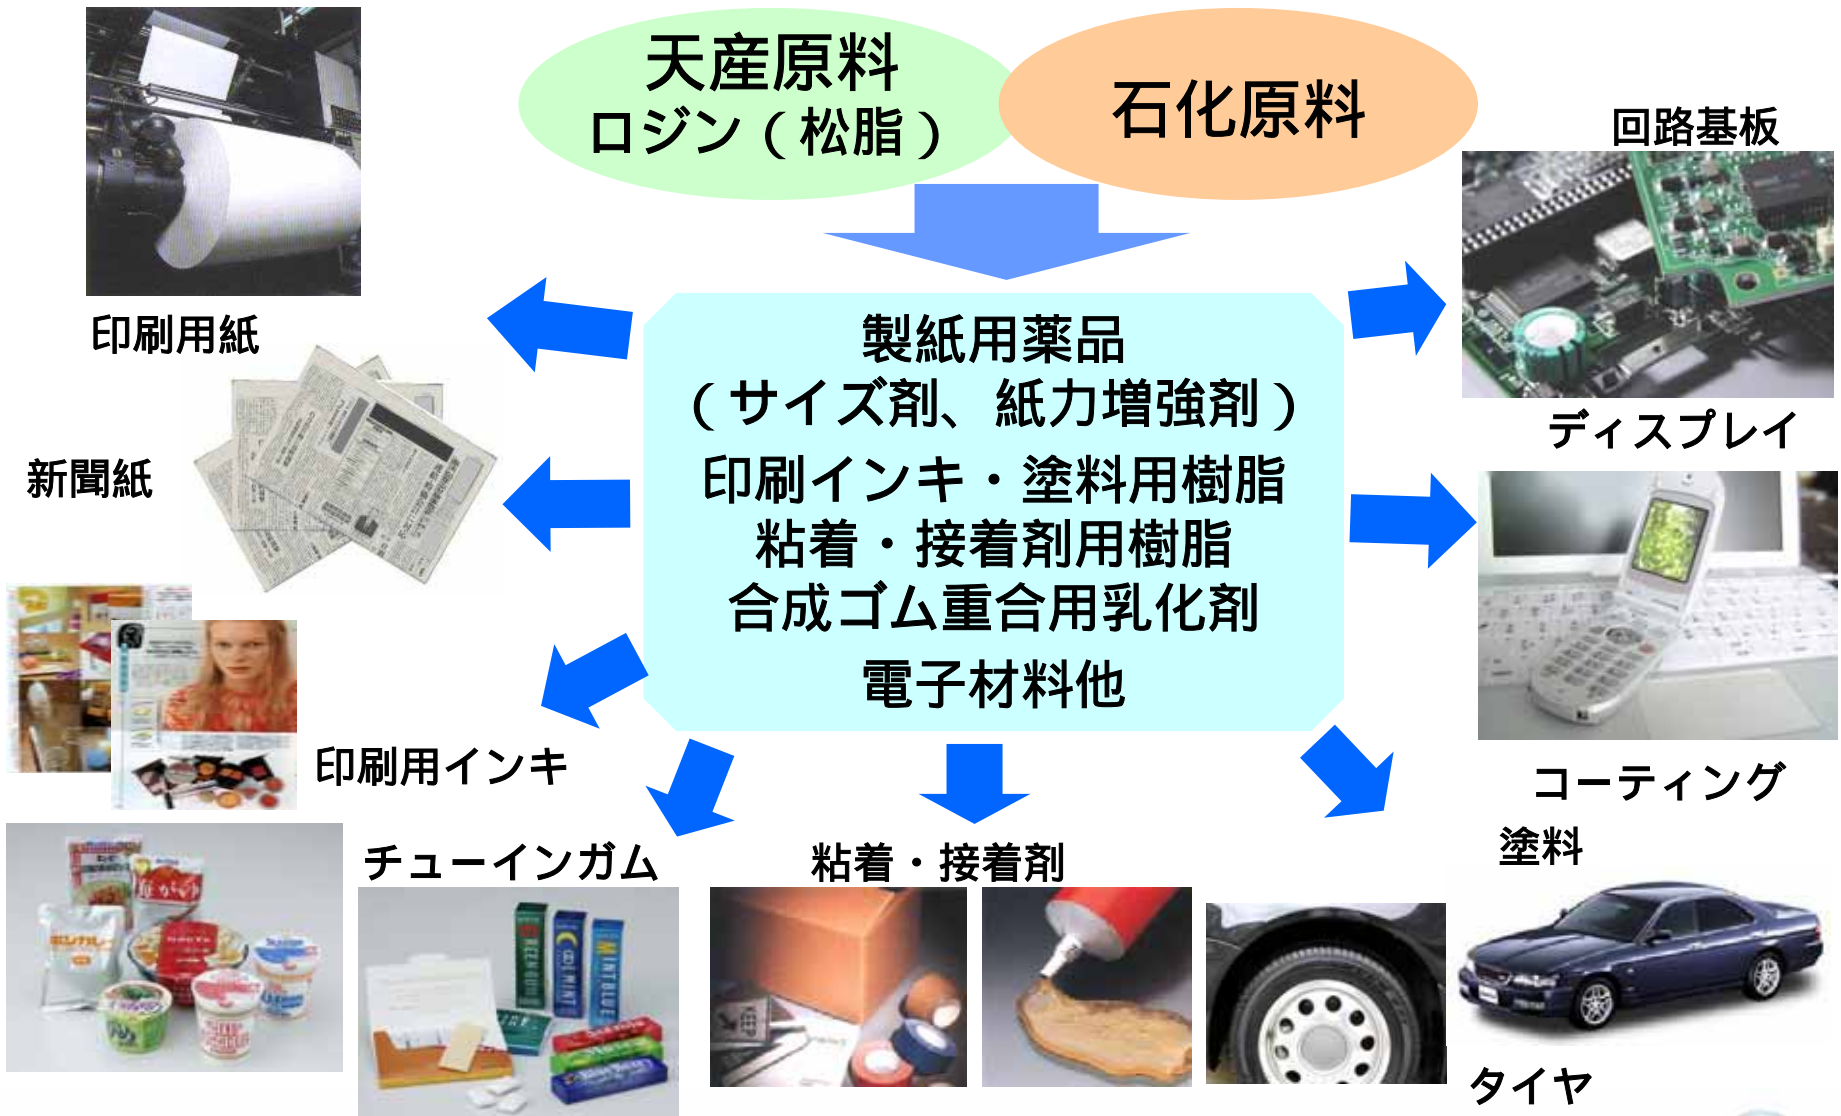 天産原料
ロジン（松脂）
石化原料
回路基板
印刷用紙
製紙用薬品
（サイズ剤、紙力増強剤）
印刷インキ・塗料用樹脂
粘着・接着剤用樹脂
合成ゴム重合用乳化剤
電子材料他
ディスプレイ
新聞紙
印刷用インキ
コーティング
塗料
チューインガム
粘着・接着剤
タイヤ